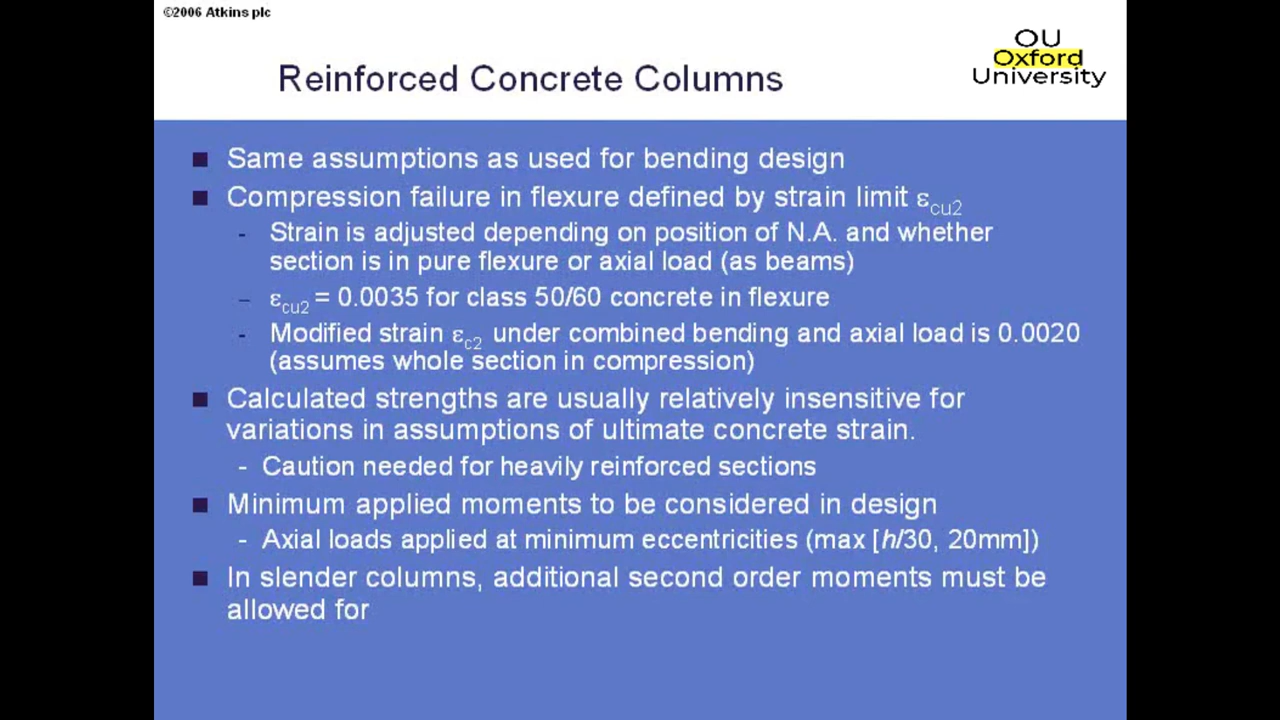 ©2006 Atkins plc
OU
Oxford
University
Reinforced Concrete Columns
■ Same assumptions as used for bending design
■ Compression failure in flexure defined by strain limit εcu2
- Strain is adjusted depending on position of N.A. and whether
section is in pure flexure or axial load (as beams)
– εcu2 = 0.0035 for class 50/60 concrete in flexure
- Modified strain εc2 under combined bending and axial load is 0.0020
(assumes whole section in compression)
■ Calculated strengths are usually relatively insensitive for
variations in assumptions of ultimate concrete strain.
- Caution needed for heavily reinforced sections
■ Minimum applied moments to be considered in design
- Axial loads applied at minimum eccentricities (max [h/30, 20mm])
■ In slender columns, additional second order moments must be
allowed for